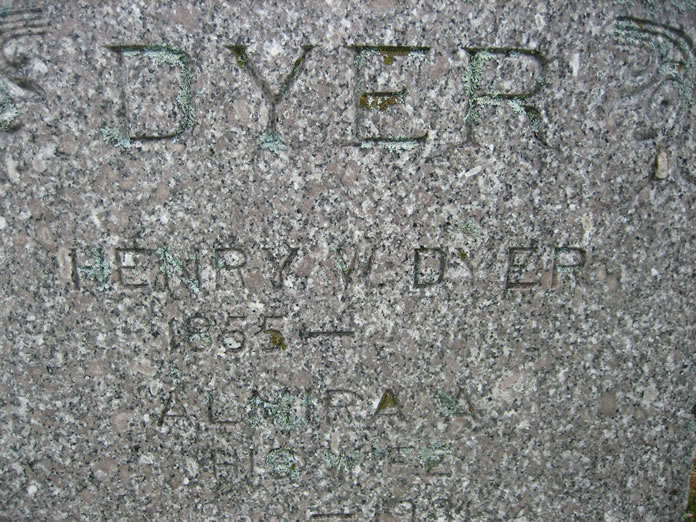 DYER
HENRY W. DYER
1855 —
ALMIRA A
HIS WIFE